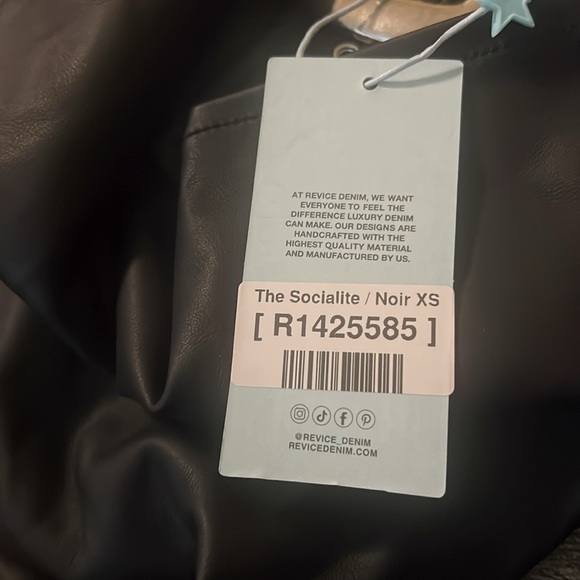 AT REVICE DENIM, WE WANT
EVERYONE TO FEEL THE
DIFFERENCE LUXURY DENIM
CAN MAKE. OUR DESIGNS ARE
HANDCRAFTED WITH THE
HIGHEST QUALITY MATERIAL
AND MANUFACTURED BY US.
The Socialite / Noir XS
[ R1425585 ]
@REVICE_DENIM
REVICEDENIM.COM